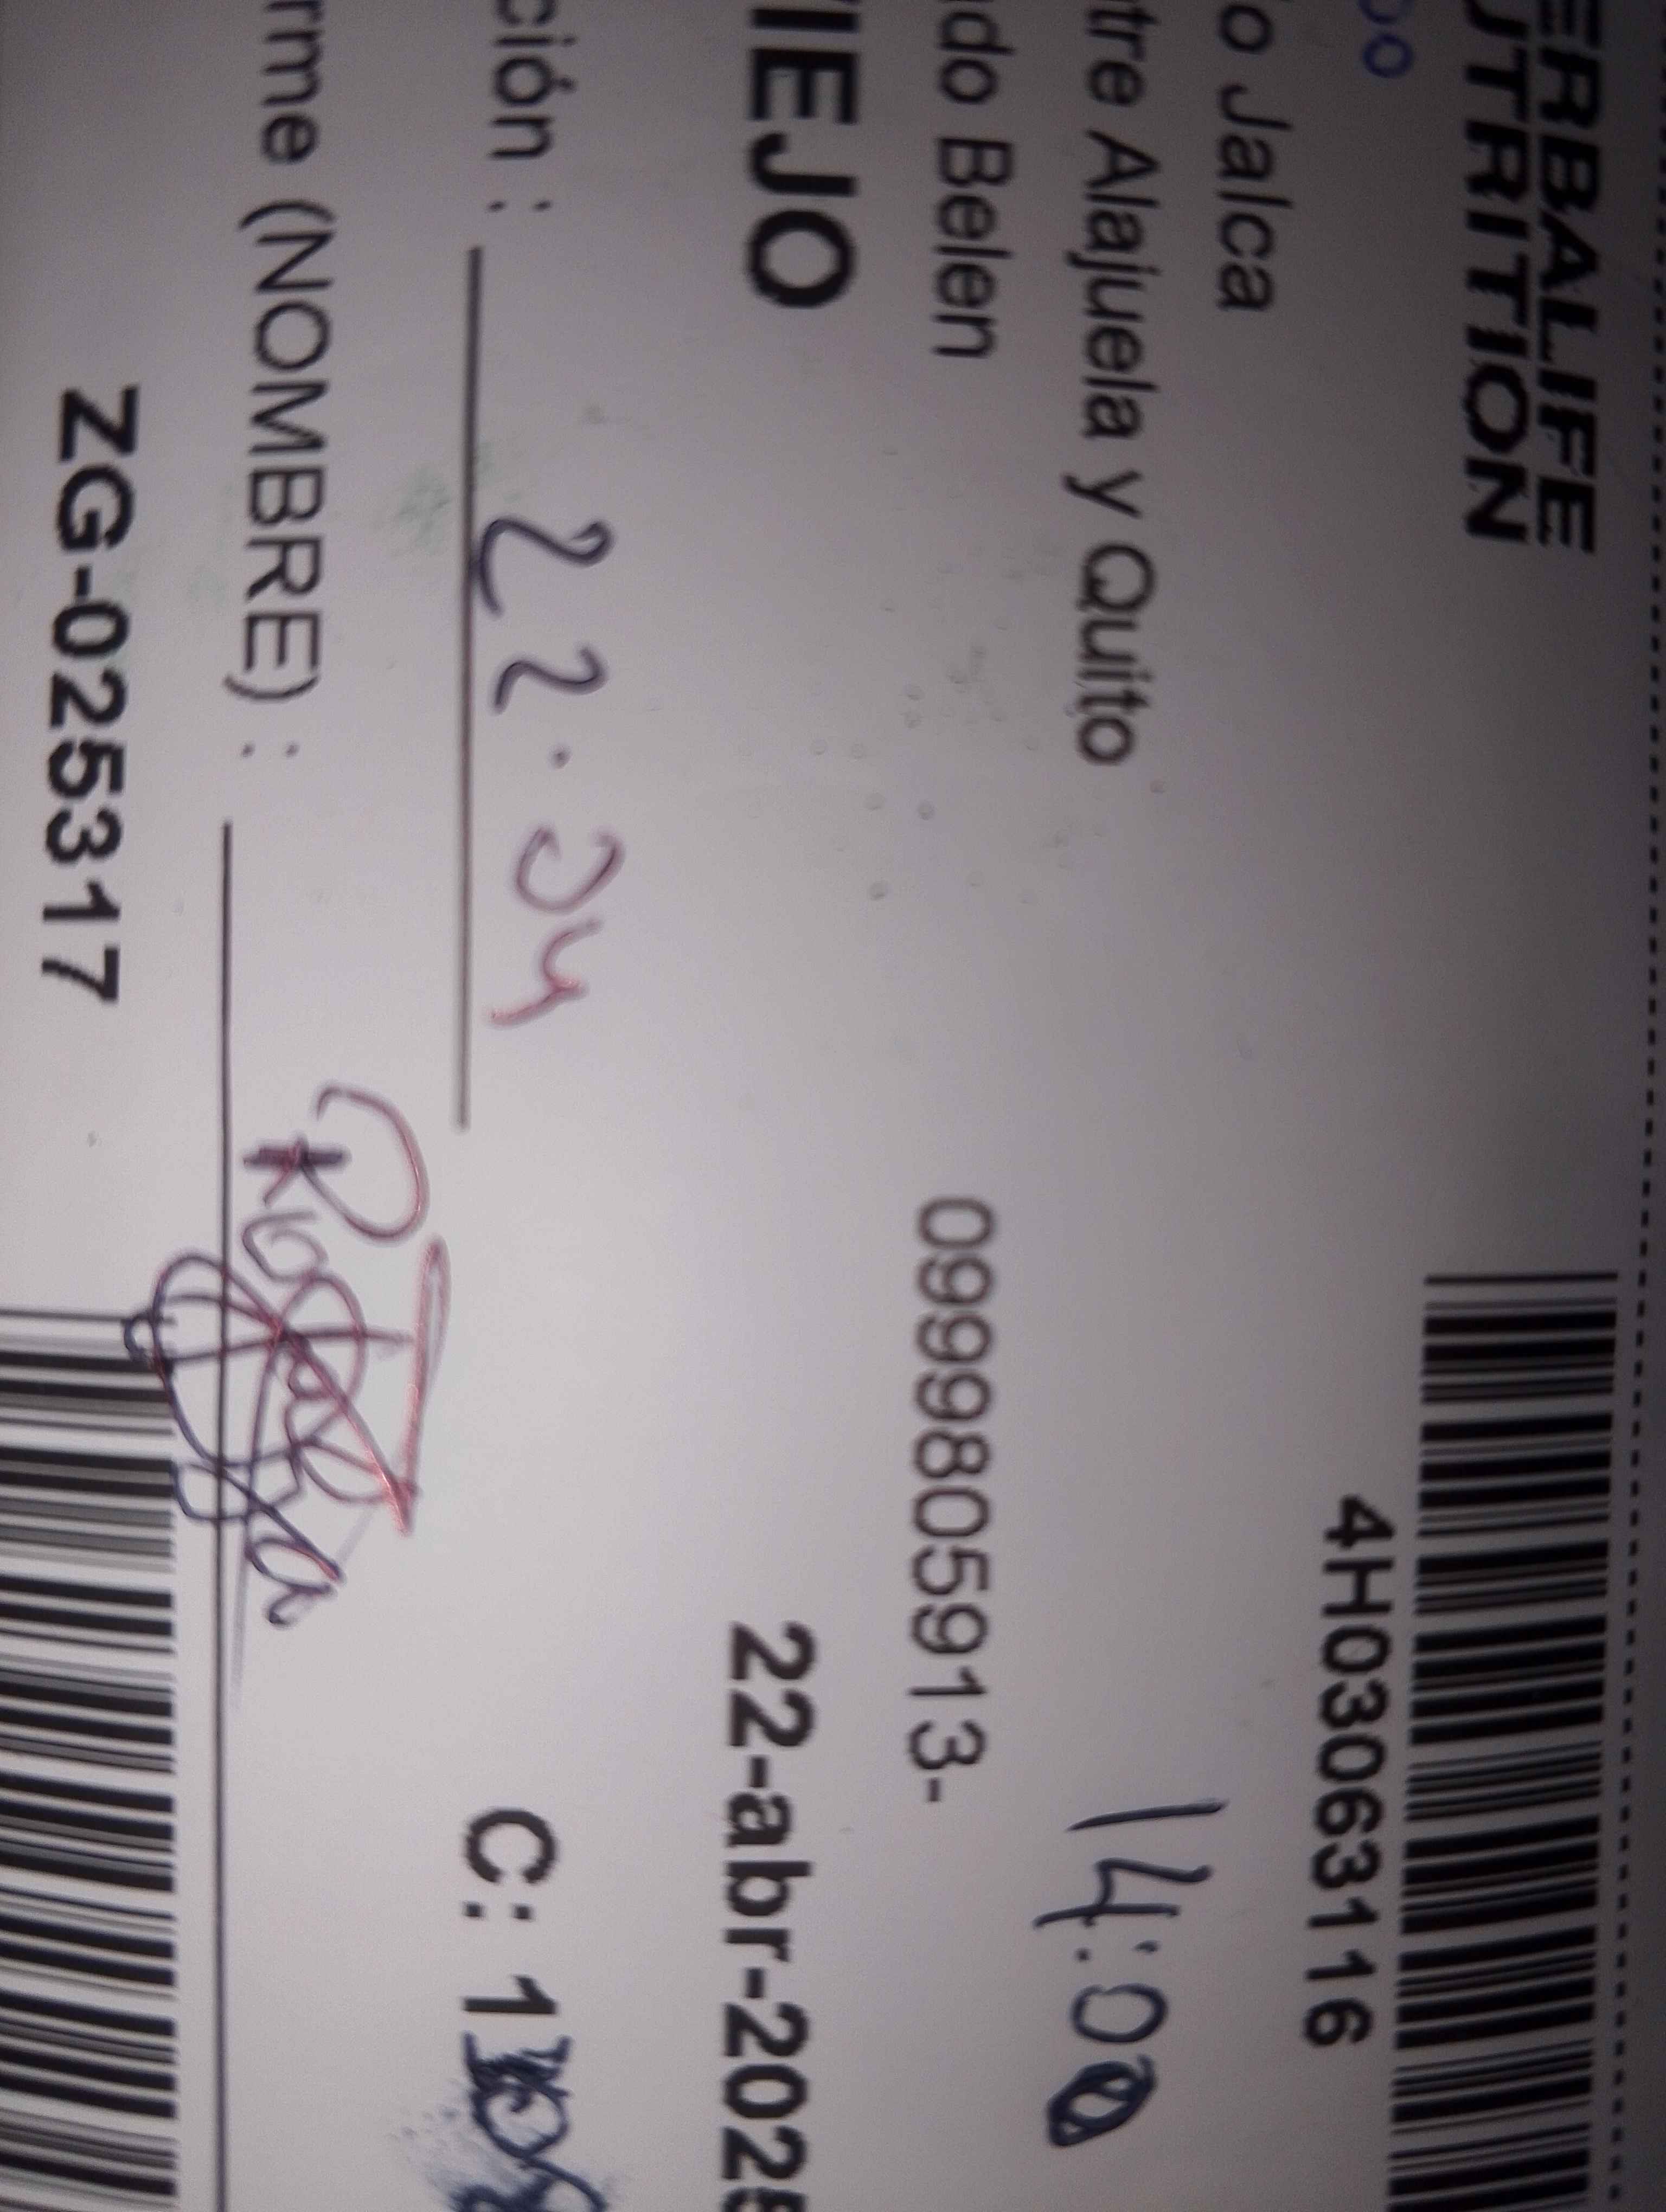 ERBALIFE
UTRITION
4H03063116
o Jalca
tre Alajuela y Quito
14:00
do Belen
0999805913-
IEJO
22-abr-202
ción : 22.04
C: 1
rme (NOMBRE) :
ZG-025317